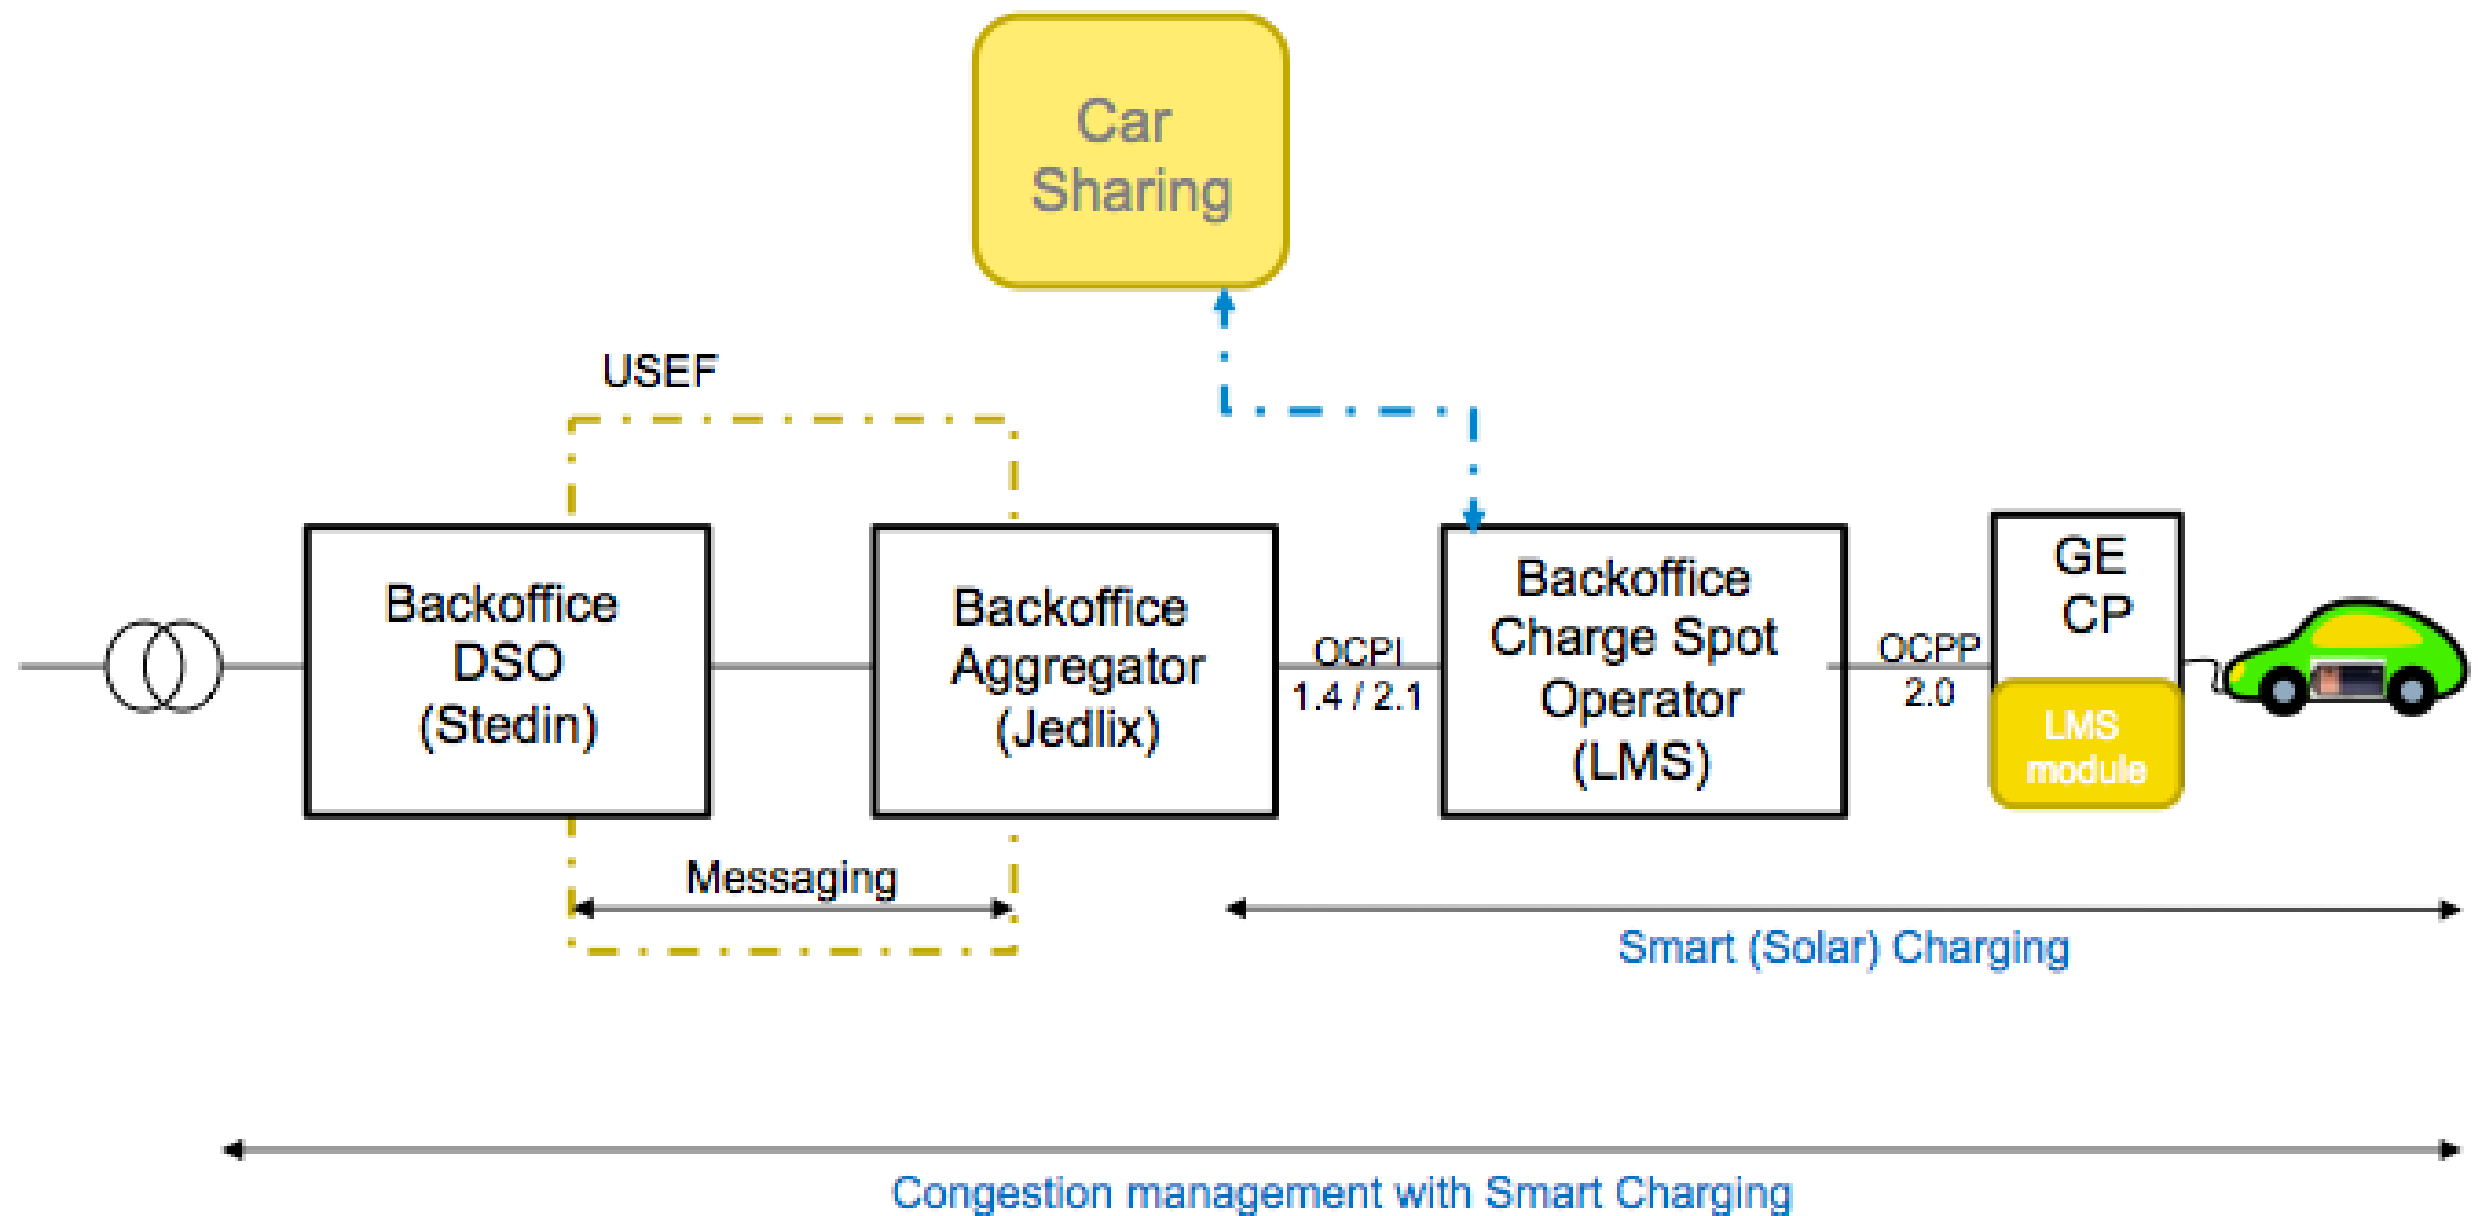 Car
Sharing
USEF
Backoffice
DSO
(Stedin)
Backoffice
Aggregator
(Jedlix)
OCPI
1.4 / 2.1
Backoffice
Charge Spot
Operator
(LMS)
OCPP
2.0
GE
CP
LMS
module
Messaging
Smart (Solar) Charging
Congestion management with Smart Charging